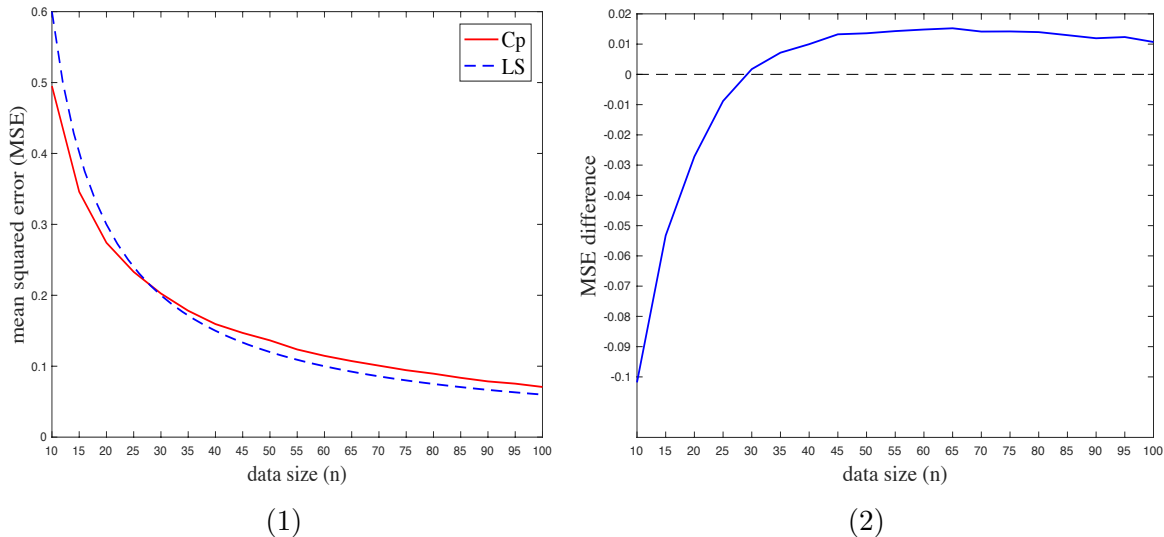 0.6
0.5
0.4
0.3
0.2
0.1
0
mean squared error (MSE)
Cp
LS
10 15 20 25 30 35 40 45 50 55 60 65 70 75 80 85 90 95 100
data size (n)
(1)
0.02
0.01
0
-0.01
-0.02
-0.03
-0.04
-0.05
-0.06
-0.07
-0.08
-0.09
-0.1
MSE difference
10 15 20 25 30 35 40 45 50 55 60 65 70 75 80 85 90 95 100
data size (n)
(2)